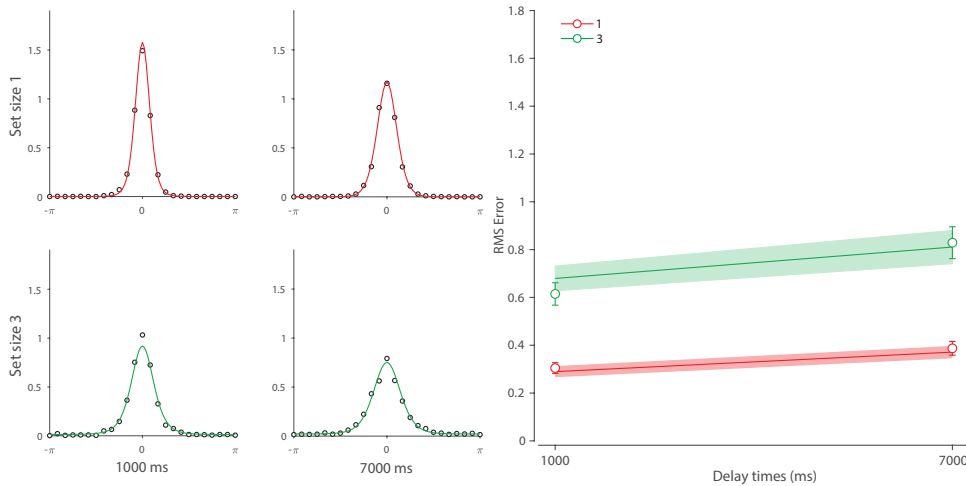 Set size 1
1.5
1
0.5
0
-π
0
π
1.5
1
0.5
0
-π
0
π
Set size 3
1.5
1
0.5
0
-π
0
π
1000 ms
1.5
1
0.5
0
-π
0
π
7000 ms
1
3
RMS Error
1.8
1.6
1.4
1.2
1
0.8
0.6
0.4
0.2
0
1000
7000
Delay times (ms)